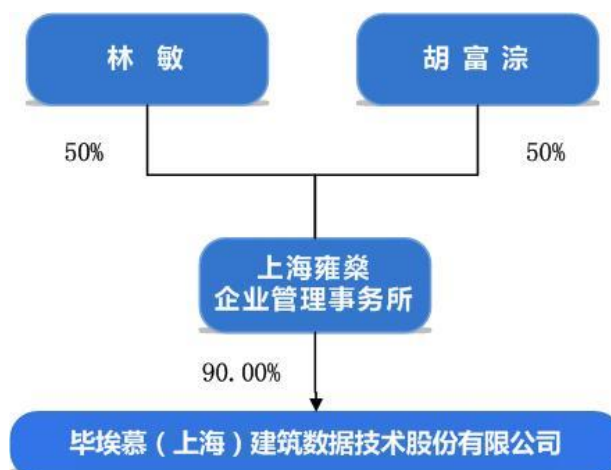 林 敏
胡 富 淙
50%
50%
上海雍燊
企业管理事务所
90.00%
毕埃慕（上海）建筑数据技术股份有限公司